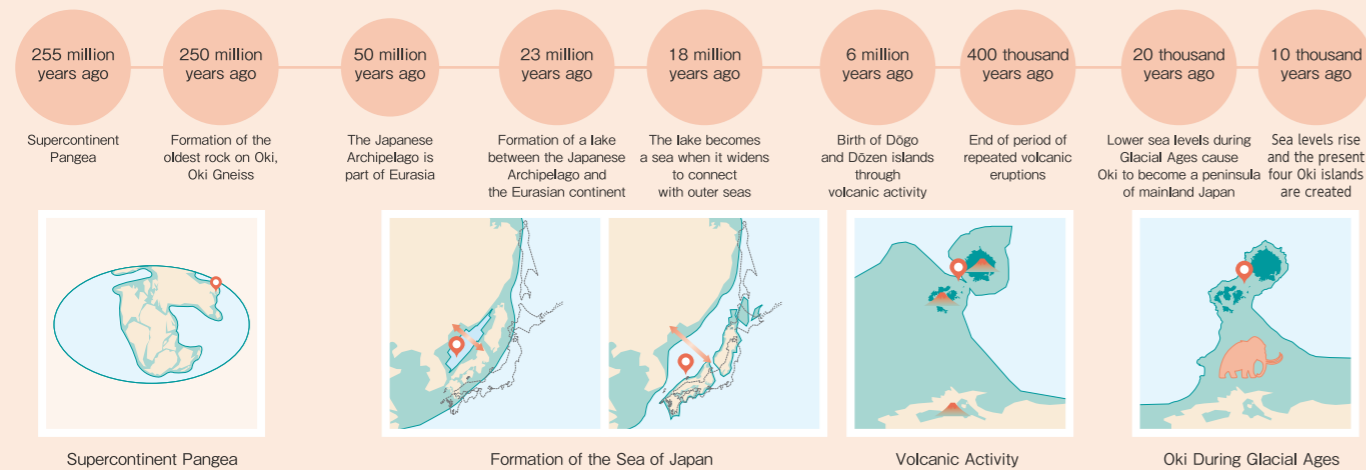 255 million
years ago
250 million
years ago
50 million
years ago
23 million
years ago
18 million
years ago
6 million
years ago
400 thousand
years ago
20 thousand
years ago
10 thousand
years ago
Supercontinent
Pangea
Formation of the
oldest rock on Oki,
Oki Gneiss
The Japanese
Archipelago is
part of Eurasia
Formation of a lake
between the Japanese
Archipelago and
the Eurasian continent
The lake becomes
a sea when it widens
to connect
with outer seas
Birth of Dōgo
and Dōzen islands
through
volcanic activity
End of period of
repeated volcanic
eruptions
Lower sea levels during
Glacial Ages cause
Oki to become a peninsula
of mainland Japan
Sea levels rise
and the present
four Oki islands
are created
Supercontinent Pangea
Formation of the Sea of Japan
Volcanic Activity
Oki During Glacial Ages